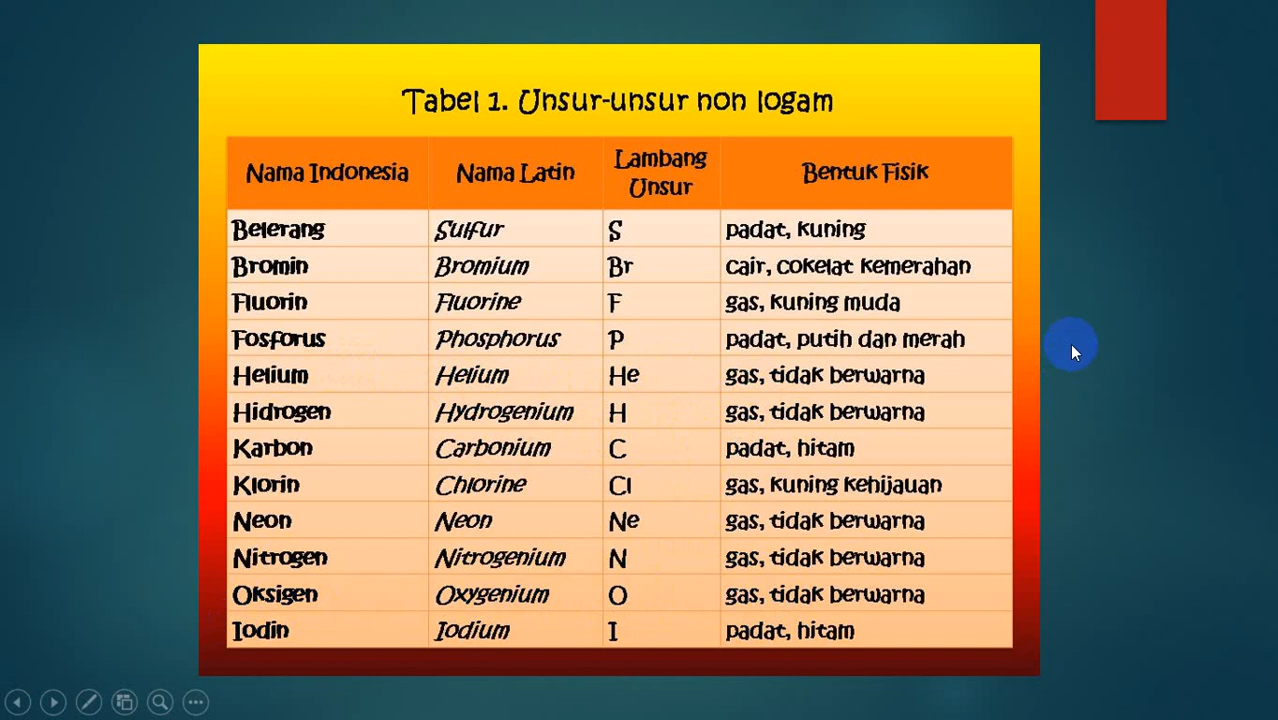 Tabel 1. Unsur-unsur non logam
Nama Indonesia Nama Latin Lambang Unsur Bentuk Fisik
Belerang Sulfur S padat, kuning
Bromin Bromium Br cair, cokelat kemerahan
Fluorin Fluorine F gas, kuning muda
Fosforus Phosphorus P padat, putih dan merah
Helium Helium He gas, tidak berwarna
Hidrogen Hydrogenium H gas, tidak berwarna
Karbon Carbonium C padat, hitam
Klorin Chlorine Cl gas, kuning kehijauan
Neon Neon Ne gas, tidak berwarna
Nitrogen Nitrogenium N gas, tidak berwarna
Oksigen Oxygenium O gas, tidak berwarna
Iodin Iodium I padat, hitam